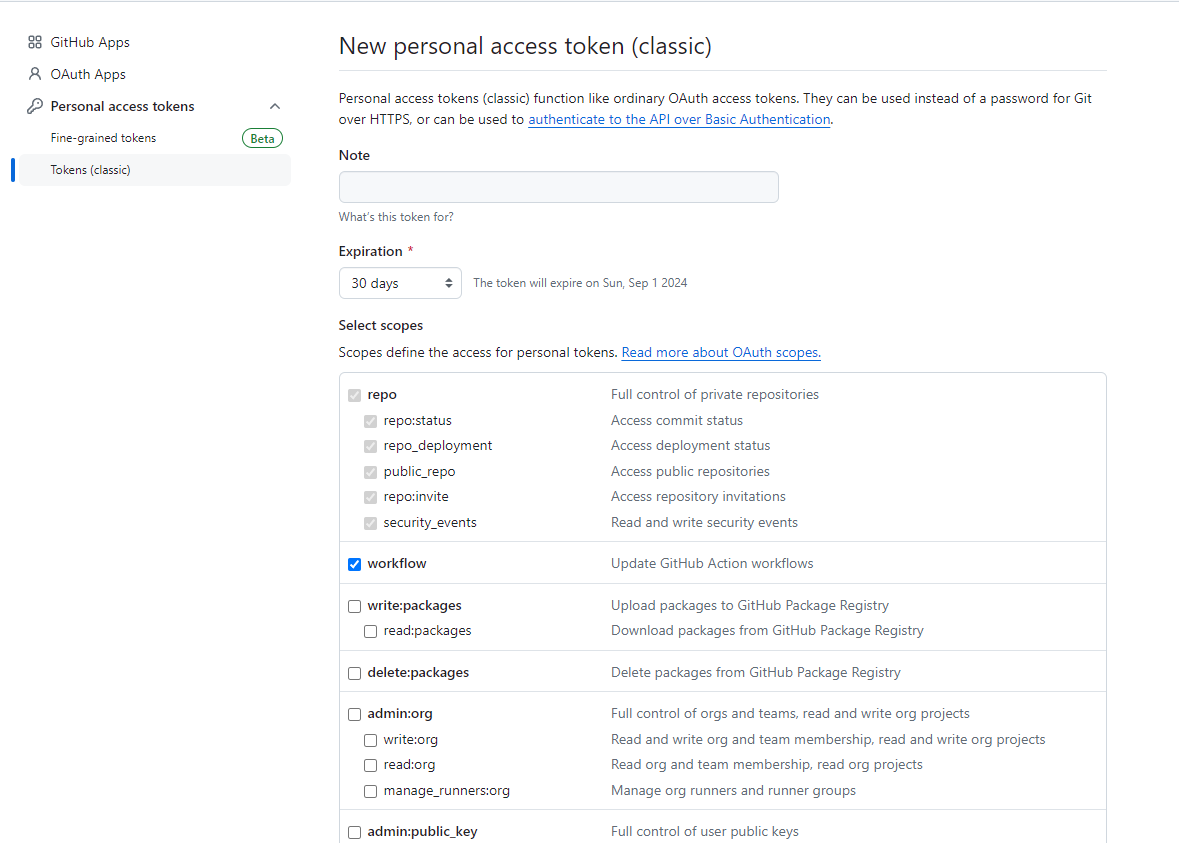 GitHub Apps
OAuth Apps
Personal access tokens
Fine-grained tokens Beta
Tokens (classic)
New personal access token (classic)
Personal access tokens (classic) function like ordinary OAuth access tokens. They can be used instead of a password for Git
over HTTPS, or can be used to authenticate to the API over Basic Authentication.
Note
What's this token for?
Expiration *
30 days The token will expire on Sun, Sep 1 2024
Select scopes
Scopes define the access for personal tokens. Read more about OAuth scopes.
repo Full control of private repositories
repo:status Access commit status
repo_deployment Access deployment status
public_repo Access public repositories
repo:invite Access repository invitations
security_events Read and write security events
workflow Update GitHub Action workflows
write:packages Upload packages to GitHub Package Registry
read:packages Download packages from GitHub Package Registry
delete:packages Delete packages from GitHub Package Registry
admin:org Full control of orgs and teams, read and write org projects
write:org Read and write org and team membership, read and write org projects
read:org Read org and team membership, read org projects
manage_runners:org Manage org runners and runner groups
admin:public_key Full control of user public keys